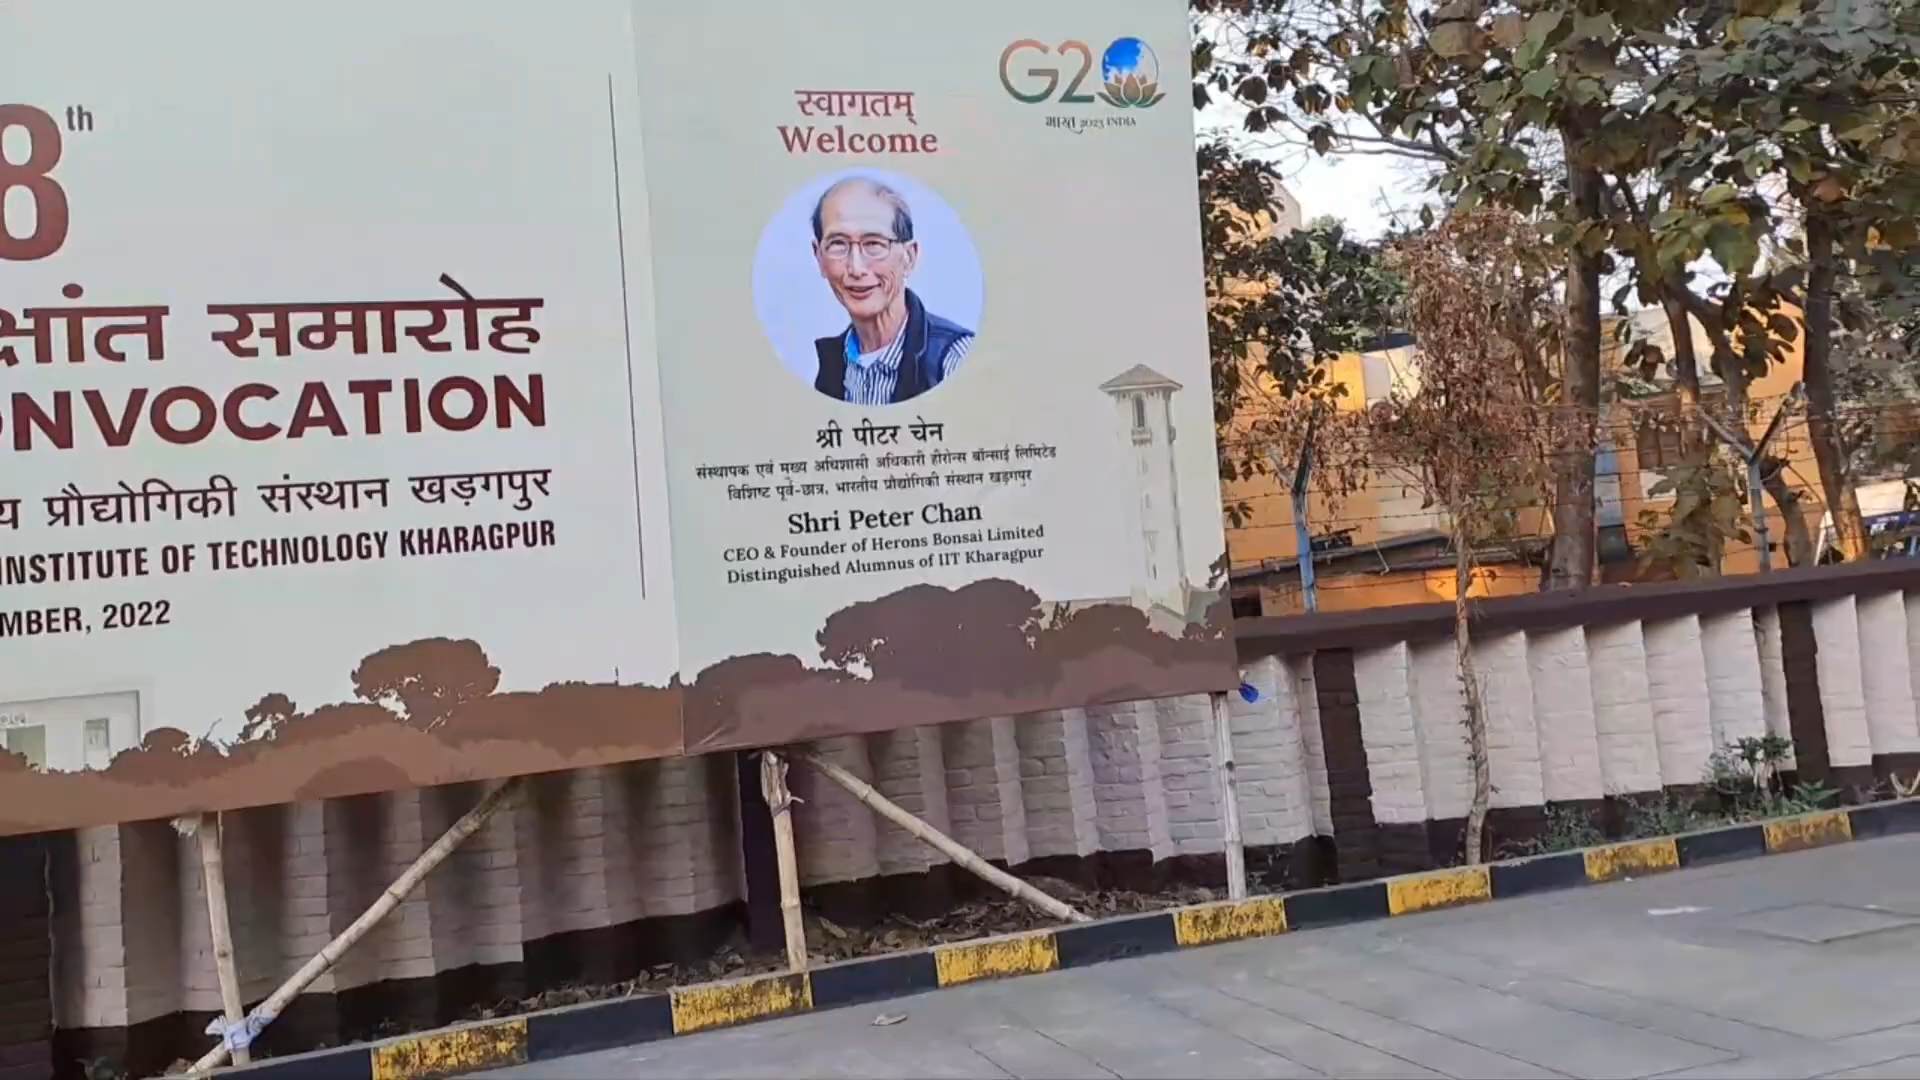 8th
क्षांत समारोह
ONVOCATION
य प्रौद्योगिकी संस्थान खड़गपुर
INSTITUTE OF TECHNOLOGY KHARAGPUR
MBER, 2022
G20
भारत 2023 INDIA
स्वागतम्
Welcome
श्री पीटर चेन
संस्थापक एवं मुख्य अधिशासी अधिकारी हीरोन्स बॉन्साई लिमिटेड
विशिष्ट पूर्व-छात्र, भारतीय प्रौद्योगिकी संस्थान खड़गपुर
Shri Peter Chan
CEO & Founder of Herons Bonsai Limited
Distinguished Alumnus of IIT Kharagpur